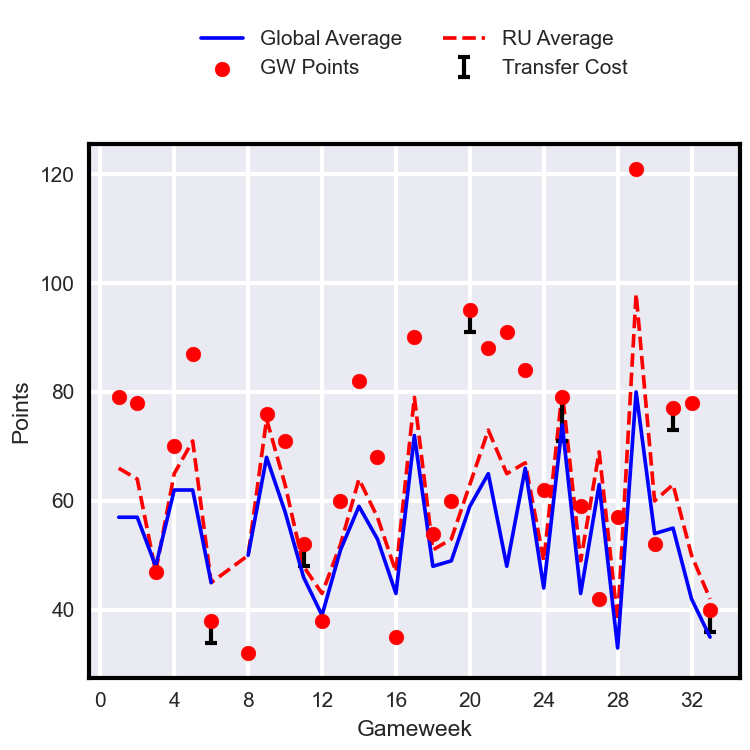 Global Average RU Average
GW Points Transfer Cost
120
100
80
60
40
Points
0 4 8 12 16 20 24 28 32
Gameweek